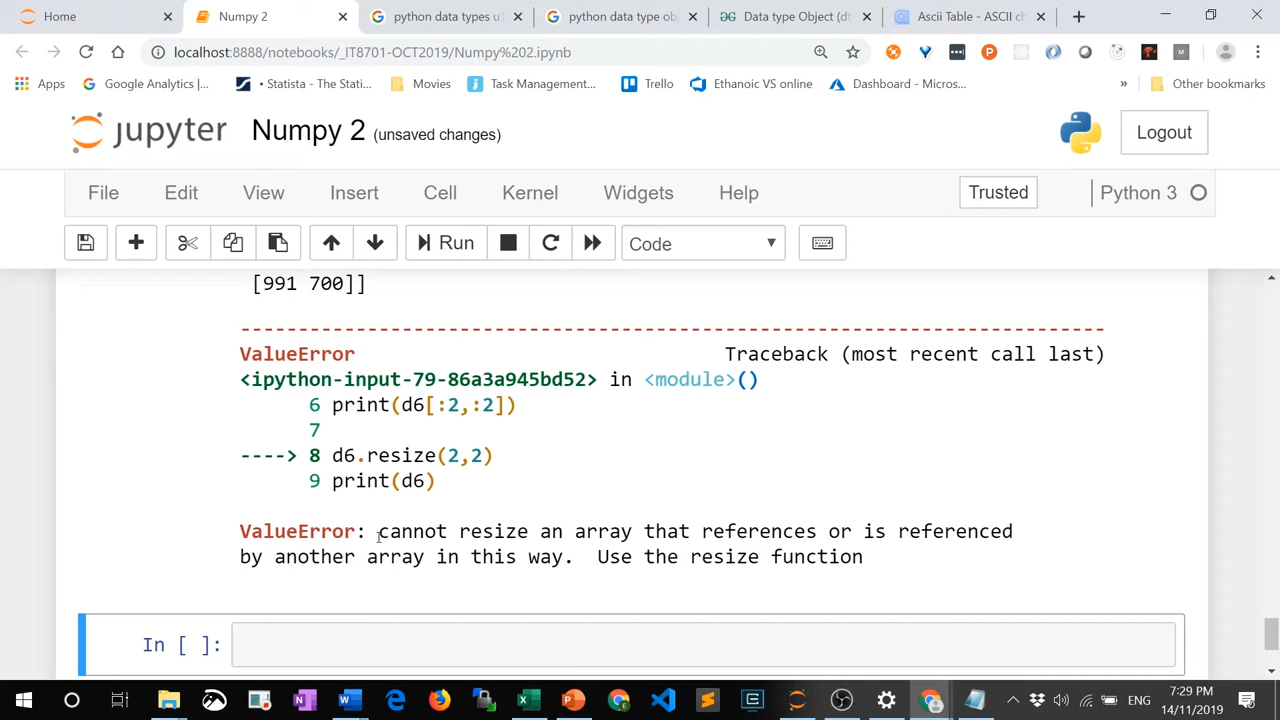 Home
Numpy 2
python data types u
python data type obj
Data type Object (dt
Ascii Table - ASCII ch
localhost:8888/notebooks/_IT8701-OCT2019/Numpy%202.ipynb
Apps
Google Analytics |...
• Statista - The Stati...
Movies
Task Management...
Trello
Ethanoic VS online
Dashboard - Micros...
»
Other bookmarks
jupyter Numpy 2 (unsaved changes)
Logout
File Edit View Insert Cell Kernel Widgets Help
Trusted
Python 3
Run
Code
[991 700]]
---------------------------------------------------------------------------
ValueError Traceback (most recent call last)
<ipython-input-79-86a3a945bd52> in <module>()
6 print(d6[:2,:2])
7
----> 8 d6.resize(2,2)
9 print(d6)
ValueError: cannot resize an array that references or is referenced
by another array in this way.  Use the resize function
In [ ]:
ENG
7:29 PM
14/11/2019